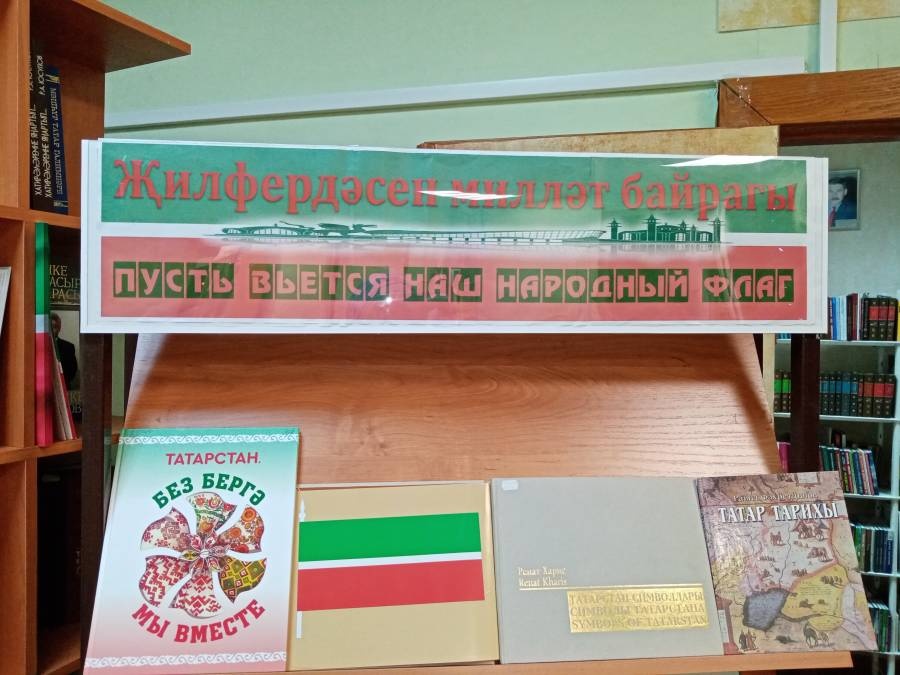 Җилфердәсен милләт байрагы
ПУСТЬ ВЬЕТСЯ НАШ НАРОДНЫЙ ФЛАГ
ТАТАРСТАН.
БЕЗ БЕРГӘ
МЫ ВМЕСТЕ
Ренат Харис
Renat Kharis
ТАТАРСТАН СИМВОЛЛАРЫ
СИМВОЛЫ ТАТАРСТАНА
SYMBOLS OF TATARSTAN
ТАТАР ТАРИХЫ